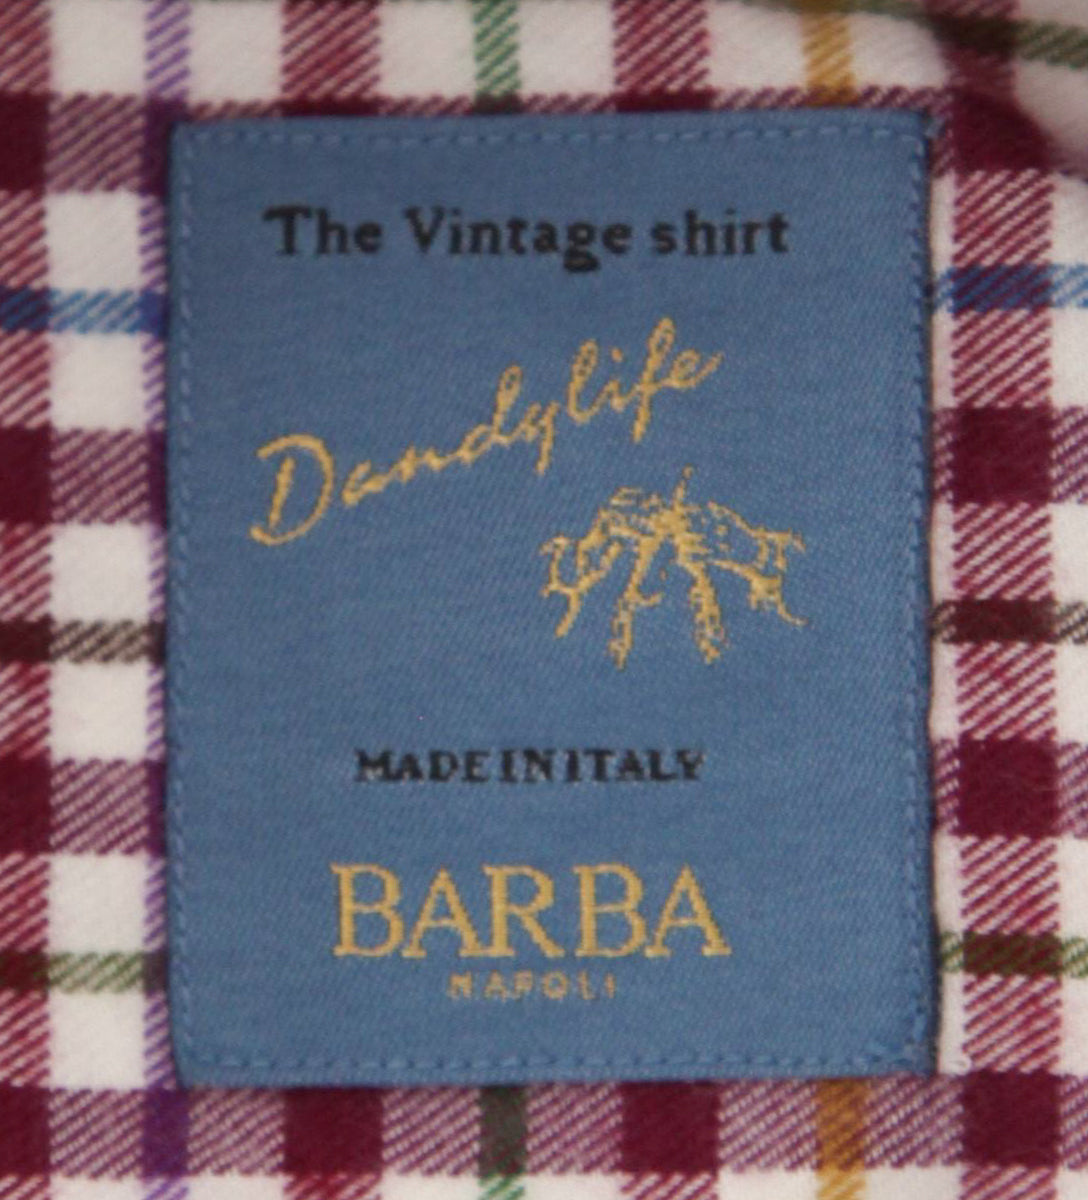 The Vintage shirt
Dandylife
MADE IN ITALY
BARBA
NAPOLI